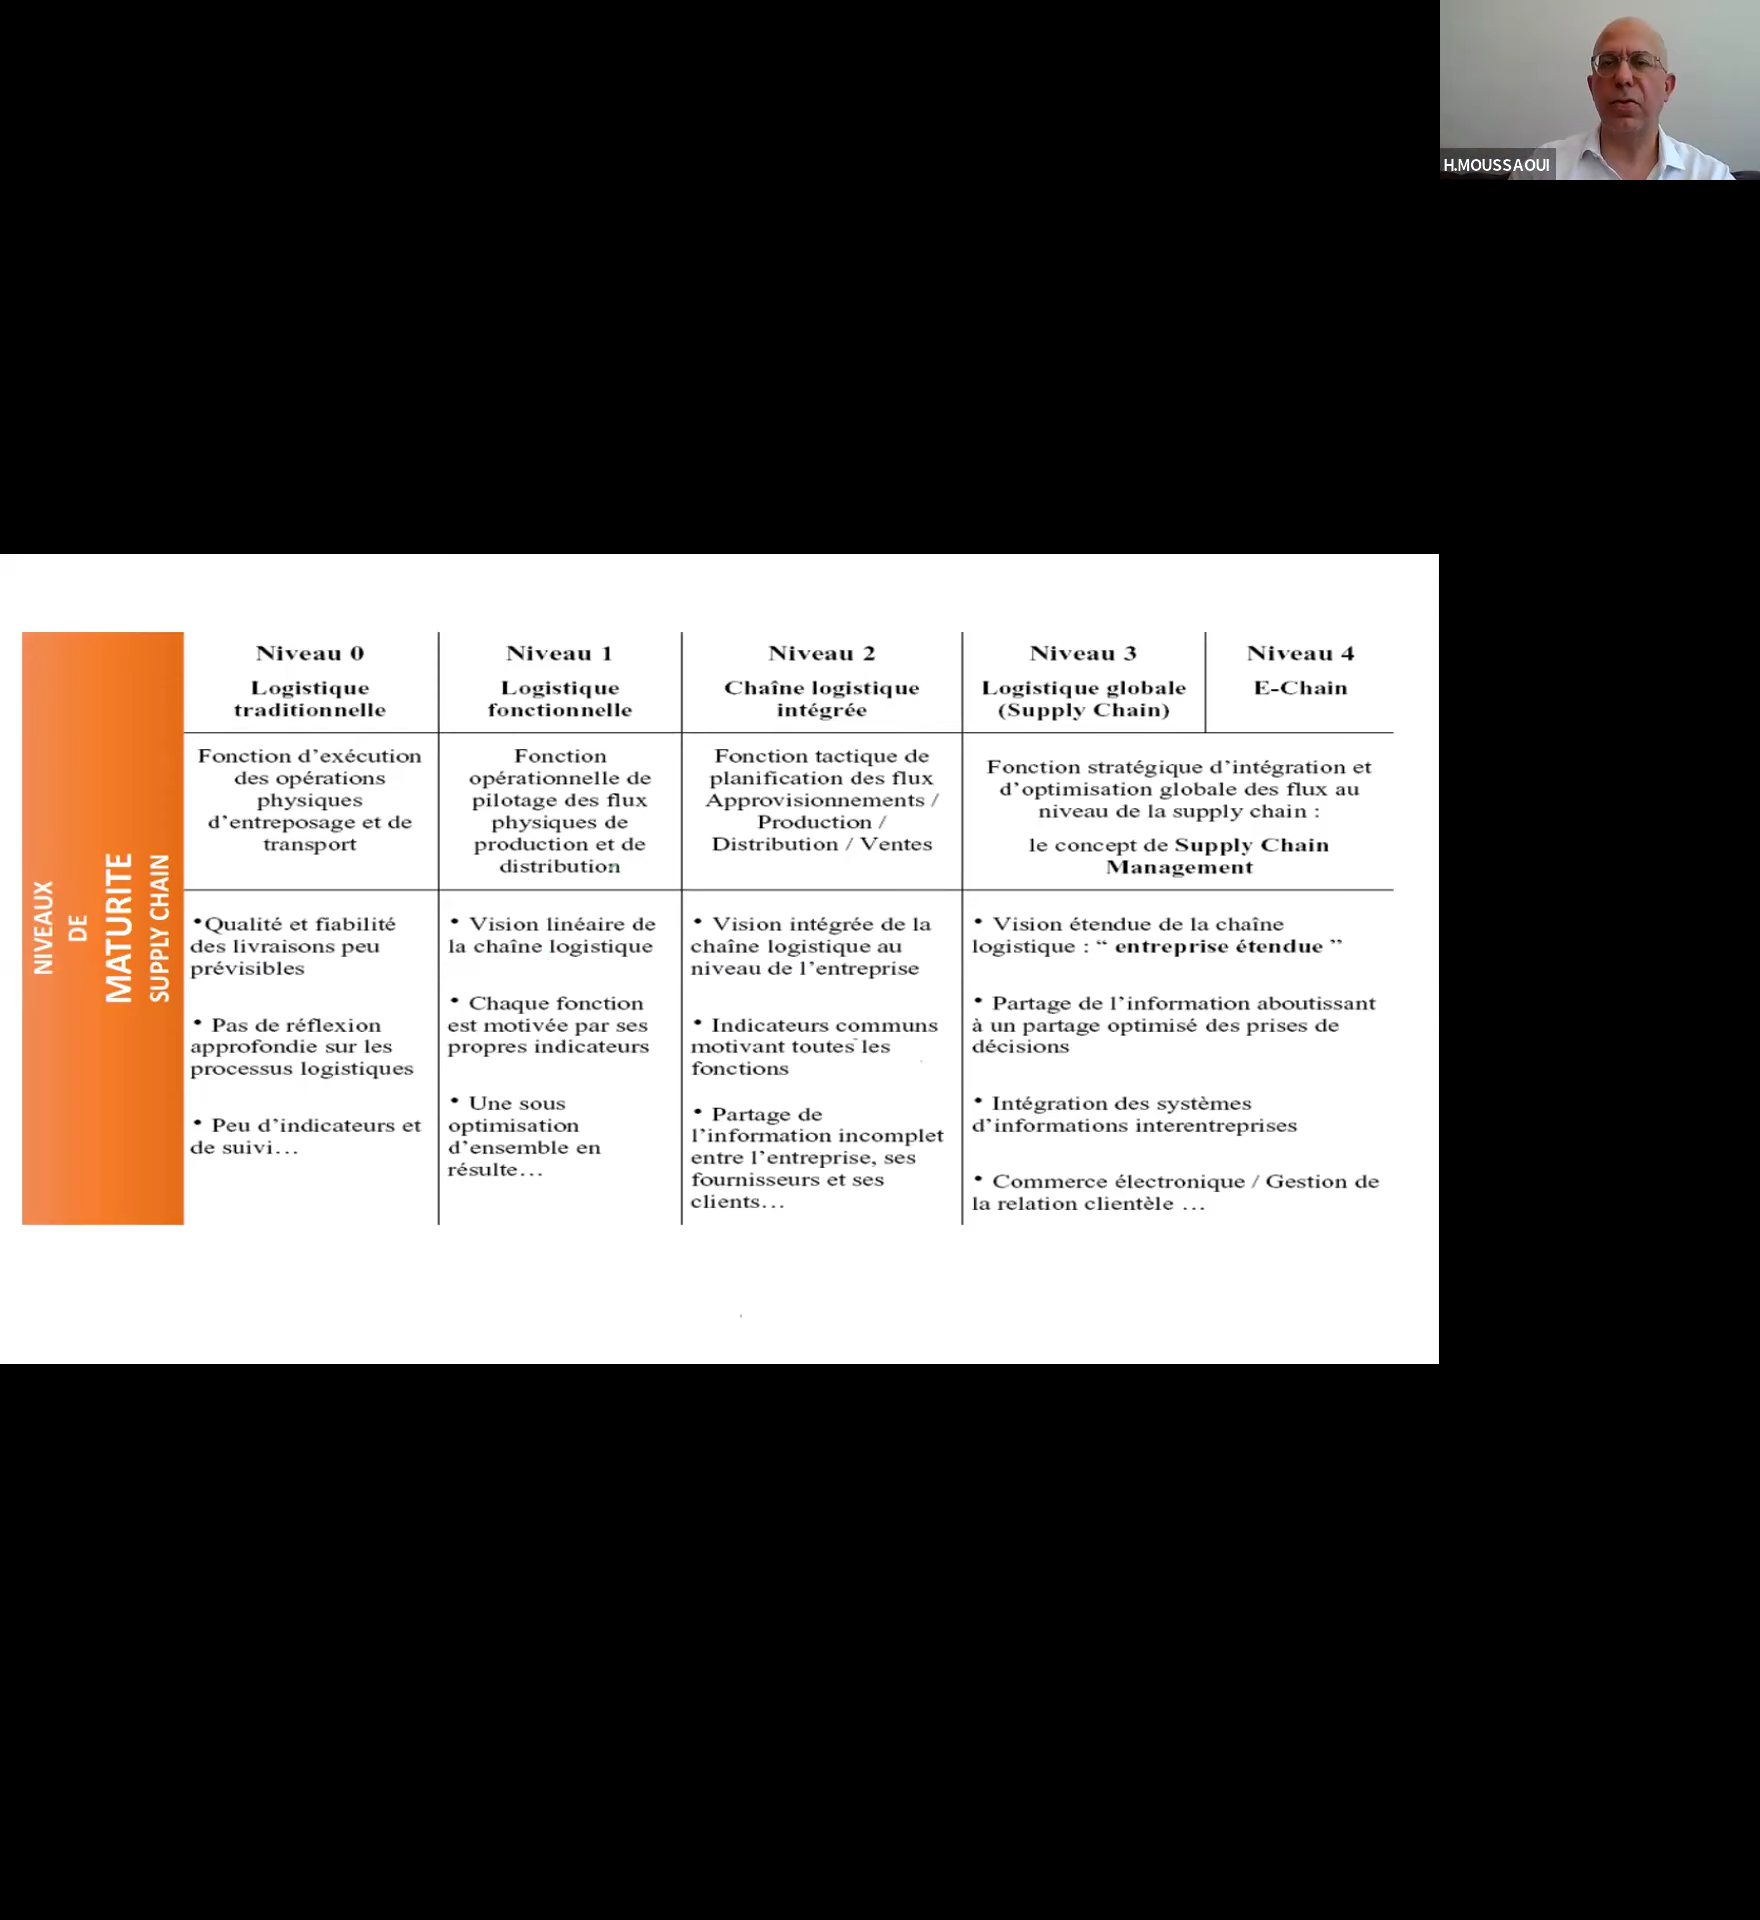 H.MOUSSAOUI
NIVEAUX
DE
MATURITE
SUPPLY CHAIN
Niveau 0
Logistique
traditionnelle
Fonction d’exécution
des opérations
physiques
d’entreposage et de
transport
•Qualité et fiabilité
des livraisons peu
prévisibles
• Pas de réflexion
approfondie sur les
processus logistiques
• Peu d’indicateurs et
de suivi…
Niveau 1
Logistique
fonctionnelle
Fonction
opérationnelle de
pilotage des flux
physiques de
production et de
distribution
• Vision linéaire de
la chaîne logistique
• Chaque fonction
est motivée par ses
propres indicateurs
• Une sous
optimisation
d’ensemble en
résulte…
Niveau 2
Chaîne logistique
intégrée
Fonction tactique de
planification des flux
Approvisionnements /
Production /
Distribution / Ventes
• Vision intégrée de la
chaîne logistique au
niveau de l’entreprise
• Indicateurs communs
motivant toutes les
fonctions
• Partage de
l’information incomplet
entre l’entreprise, ses
fournisseurs et ses
clients…
Niveau 3
Logistique globale
(Supply Chain)
Niveau 4
E-Chain
Fonction stratégique d’intégration et
d’optimisation globale des flux au
niveau de la supply chain :
le concept de Supply Chain
Management
• Vision étendue de la chaîne
logistique : “ entreprise étendue ”
• Partage de l’information aboutissant
à un partage optimisé des prises de
décisions
• Intégration des systèmes
d’informations interentreprises
• Commerce électronique / Gestion de
la relation clientèle …